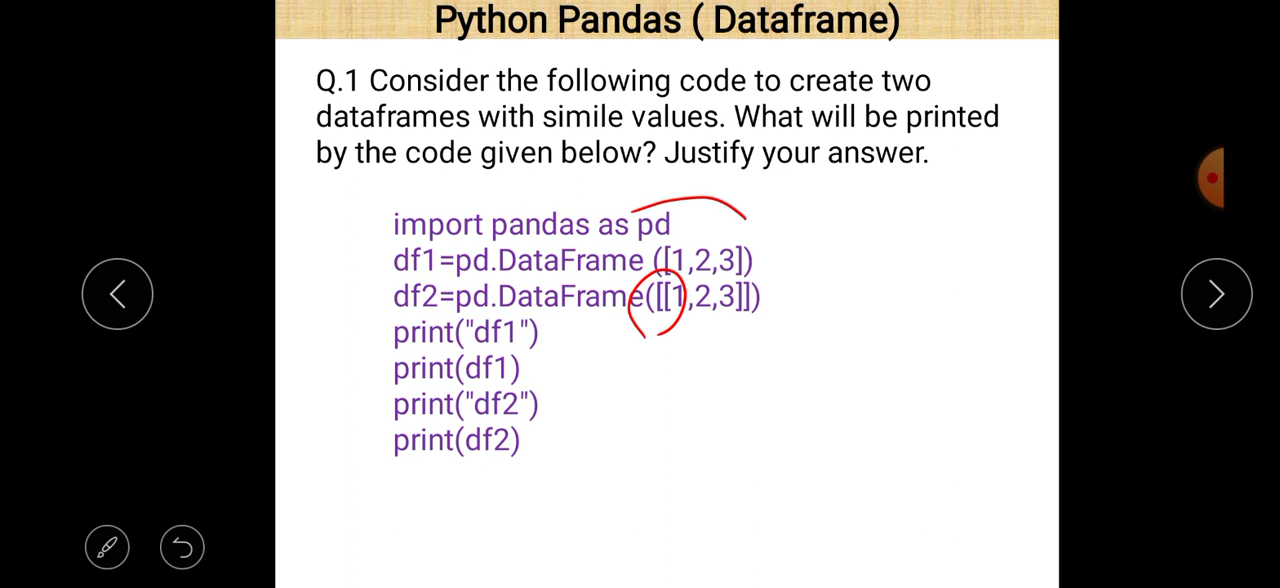 Python Pandas ( Dataframe)
Q.1 Consider the following code to create two
dataframes with simile values. What will be printed
by the code given below? Justify your answer.
import pandas as pd
df1=pd.DataFrame ([1,2,3])
df2=pd.DataFrame([[1,2,3]])
print("df1")
print(df1)
print("df2")
print(df2)